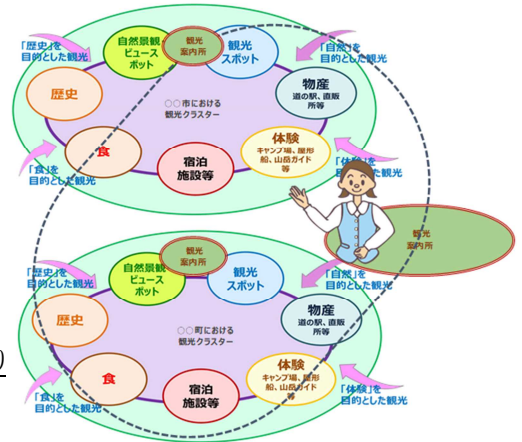 「歴史」を
目的とした観光
自然景観
ビュース
ポット
観光
案内所
観光
スポット
「自然」を
目的とした観光
歴史
物産
道の駅、直販
所等
○○市における
観光クラスター
食
体験
キャンプ場、屋形
船、山岳ガイド
等
宿泊
施設等
「食」を
目的とした観光
「体験」を
目的とした観光
観光
案内所
「歴史」を
目的とした観光
自然景観
ビュース
ポット
観光
案内所
観光
スポット
「自然」を
目的とした観光
歴史
物産
道の駅、直販
所等
○○町における
観光クラスター
食
体験
キャンプ場、屋形
船、山岳ガイド
等
宿泊
施設等
「食」を
目的とした観光
「体験」を
目的とした観光
)